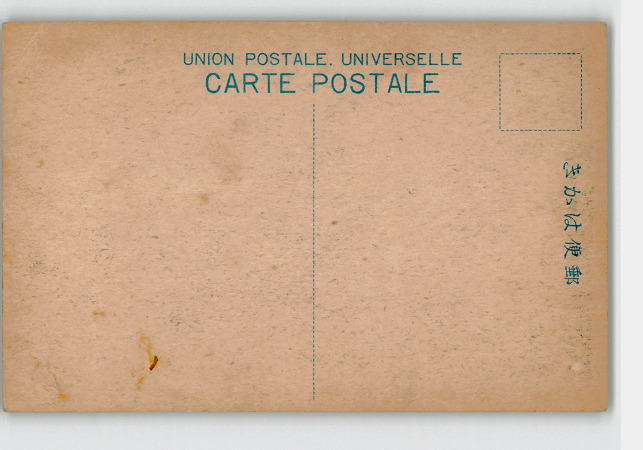 UNION POSTALE. UNIVERSELLE
CARTE POSTALE
きかは便郵